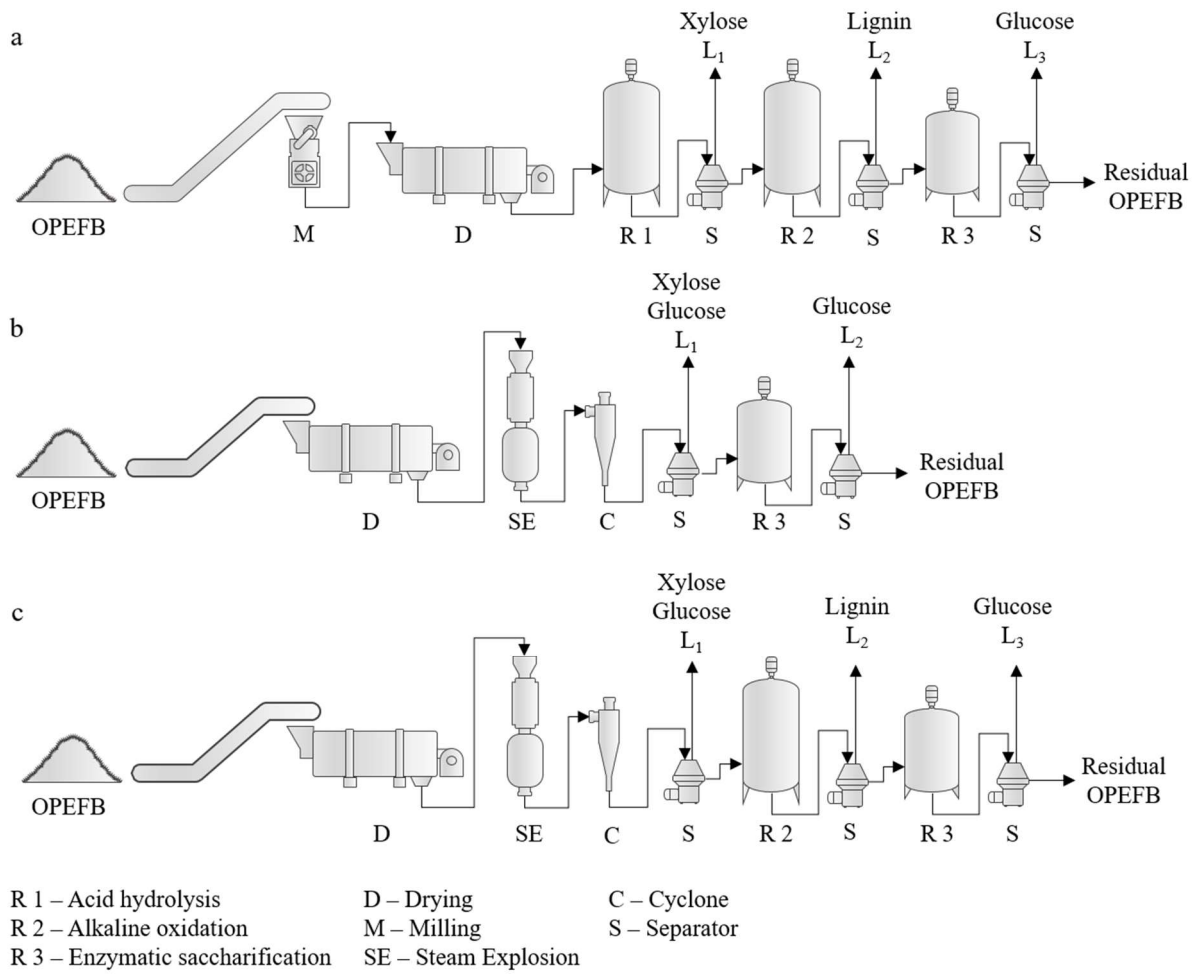 a
Xylose
L₁
Lignin
L₂
Glucose
L₃
Residual
OPEFB
OPEFB
M
D
R 1
S
R 2
S
R 3
S
b
Xylose
Glucose
L₁
Glucose
L₂
Residual
OPEFB
OPEFB
D
SE
C
S
R 3
S
c
Xylose
Glucose
L₁
Lignin
L₂
Glucose
L₃
Residual
OPEFB
OPEFB
D
SE
C
S
R 2
S
R 3
S
R 1 – Acid hydrolysis
D – Drying
C – Cyclone
R 2 – Alkaline oxidation
M – Milling
S – Separator
R 3 – Enzymatic saccharification
SE – Steam Explosion